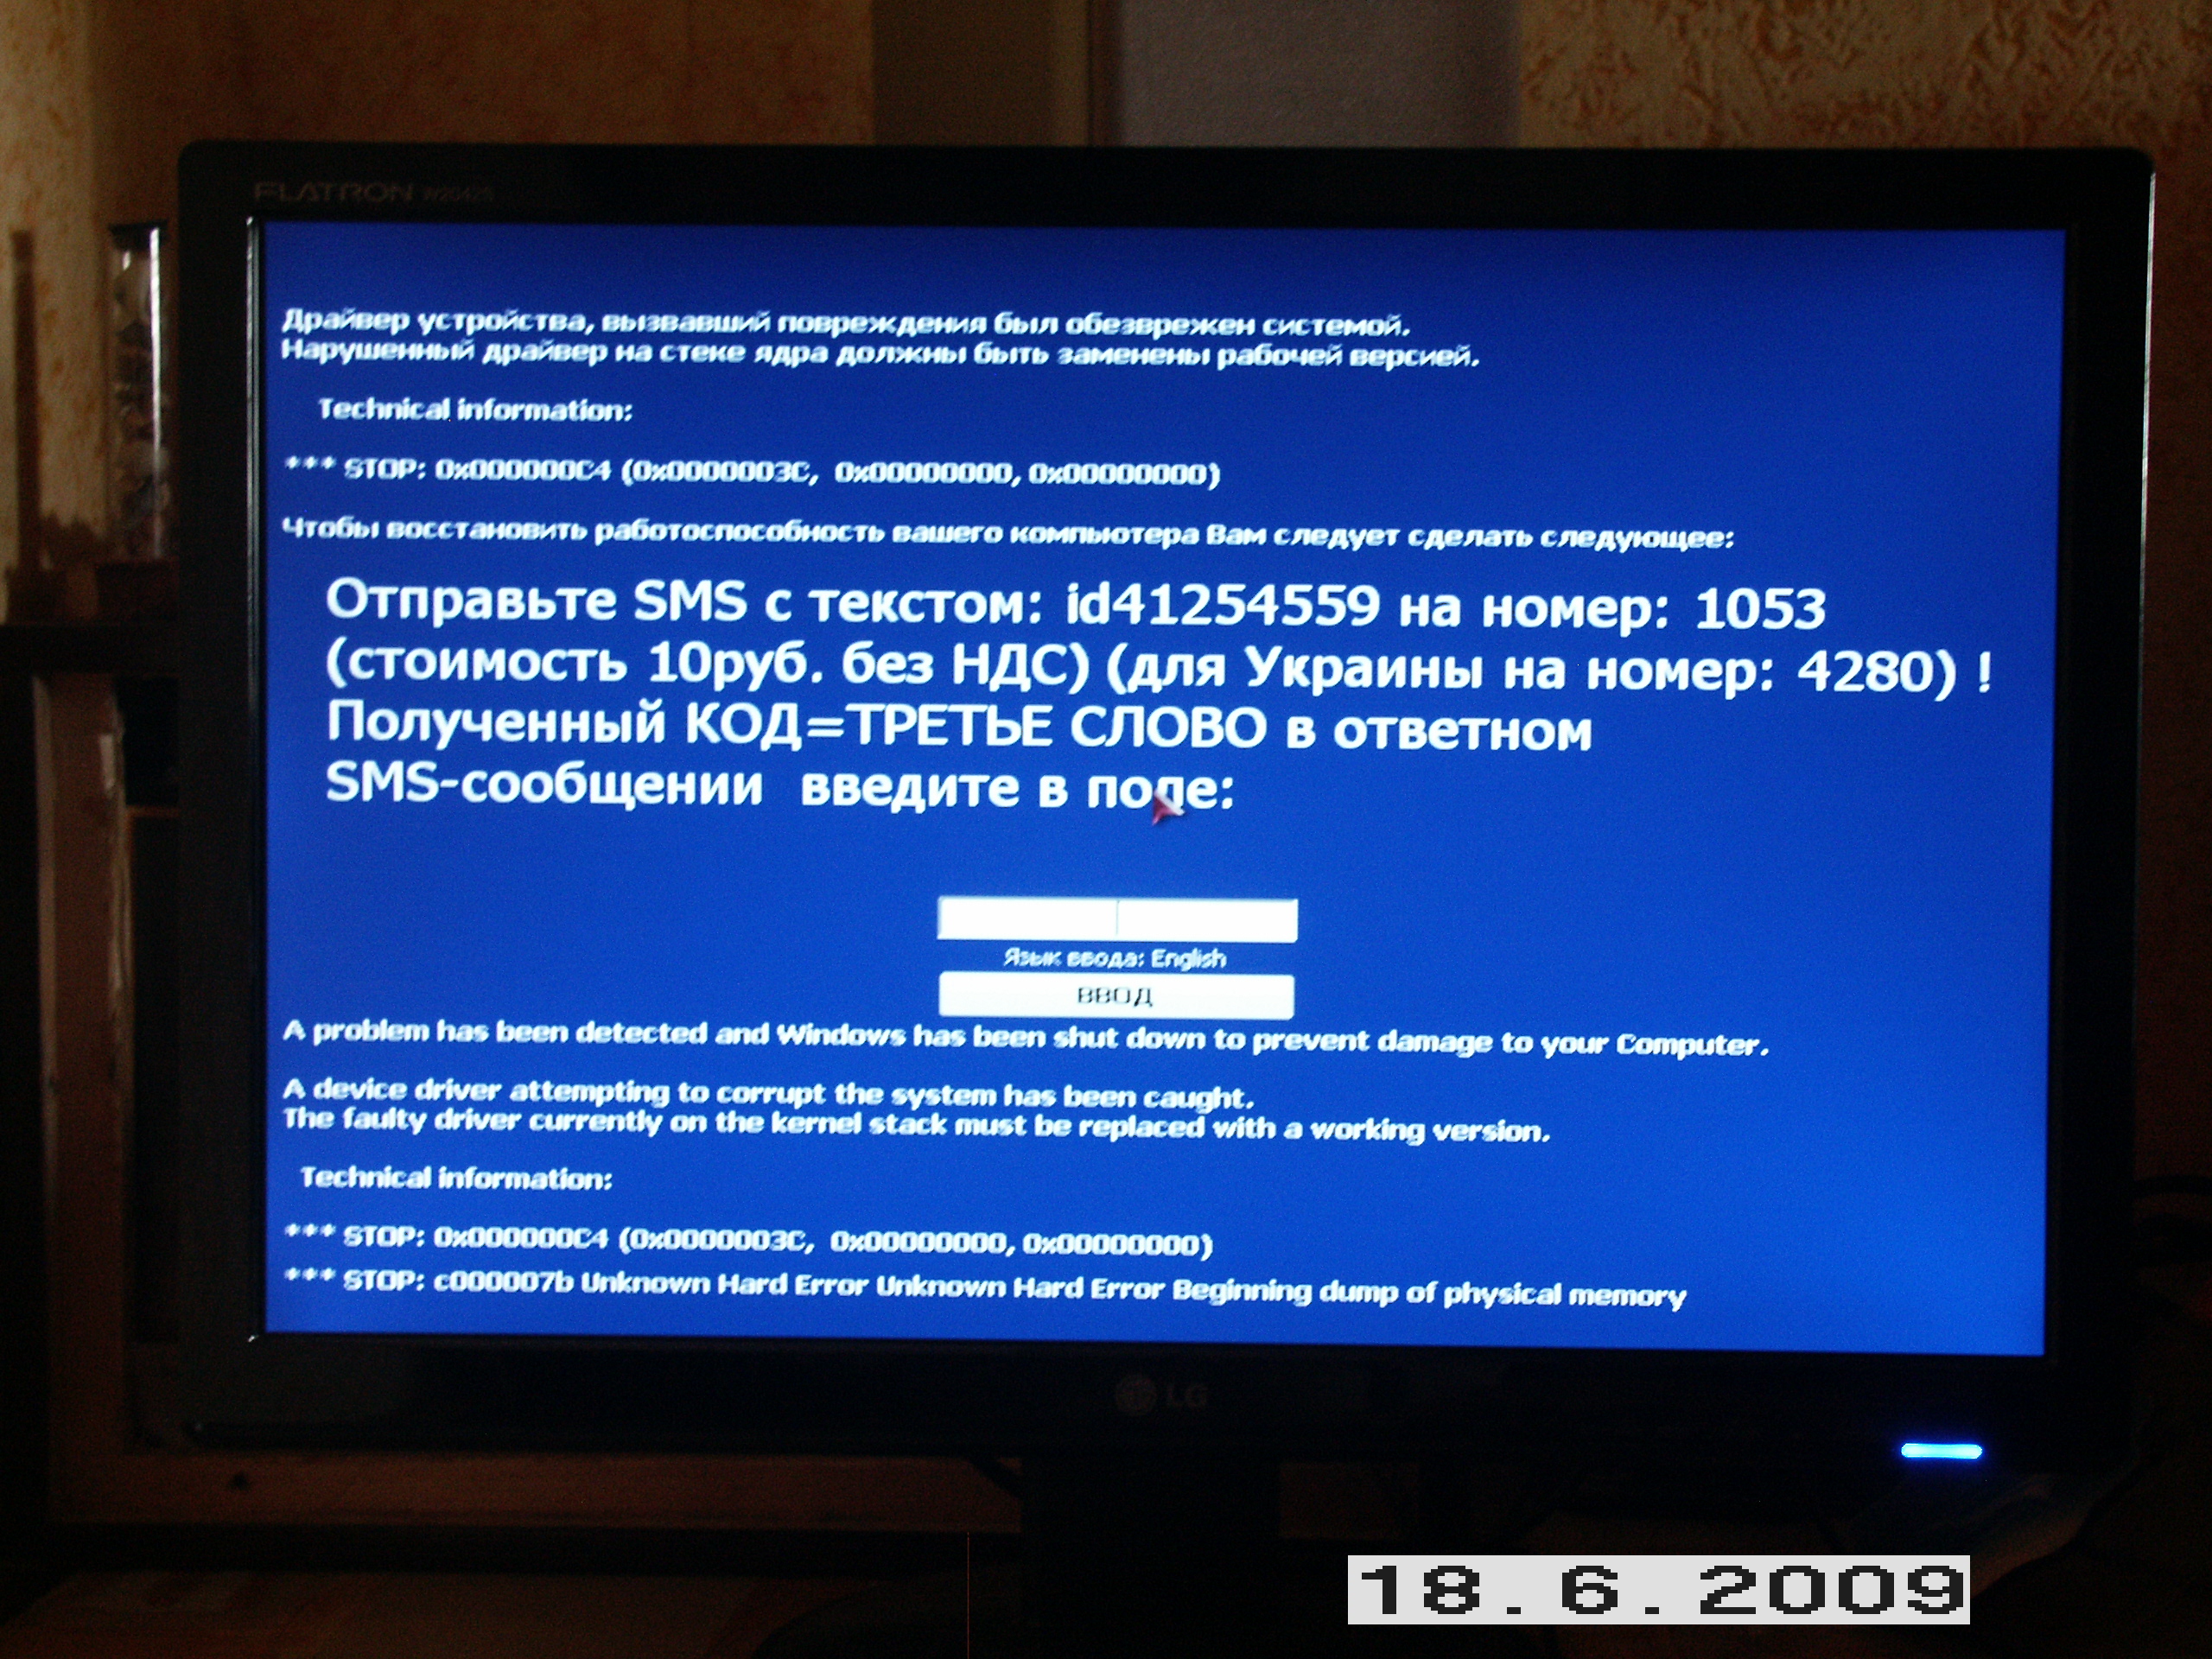 FLATRON
Драйвер устройства, вызвавший повреждения был обезврежен системой.
Нарушенный драйвер на стеке ядра должны быть заменены рабочей версией.
Technical information:
*** STOP: 0x000000C4 (0x0000003C, 0x00000000, 0x00000000)
Чтобы восстановить работоспособность вашего компьютера Вам следует сделать следующее:
Отправьте SMS с текстом: id41254559 на номер: 1053
(стоимость 10руб. без НДС) (для Украины на номер: 4280) !
Полученный КОД=ТРЕТЬЕ СЛОВО в ответном
SMS-сообщении введите в поле:
Язык ввода: English
ВВОД
A problem has been detected and Windows has been shut down to prevent damage to your Computer.
A device driver attempting to corrupt the system has been caught.
The faulty driver currently on the kernel stack must be replaced with a working version.
Technical information:
*** STOP: 0x000000C4 (0x0000003C, 0x00000000, 0x00000000)
*** STOP: c000007b Unknown Hard Error Unknown Hard Error Beginning dump of physical memory
LG
18.6.2009